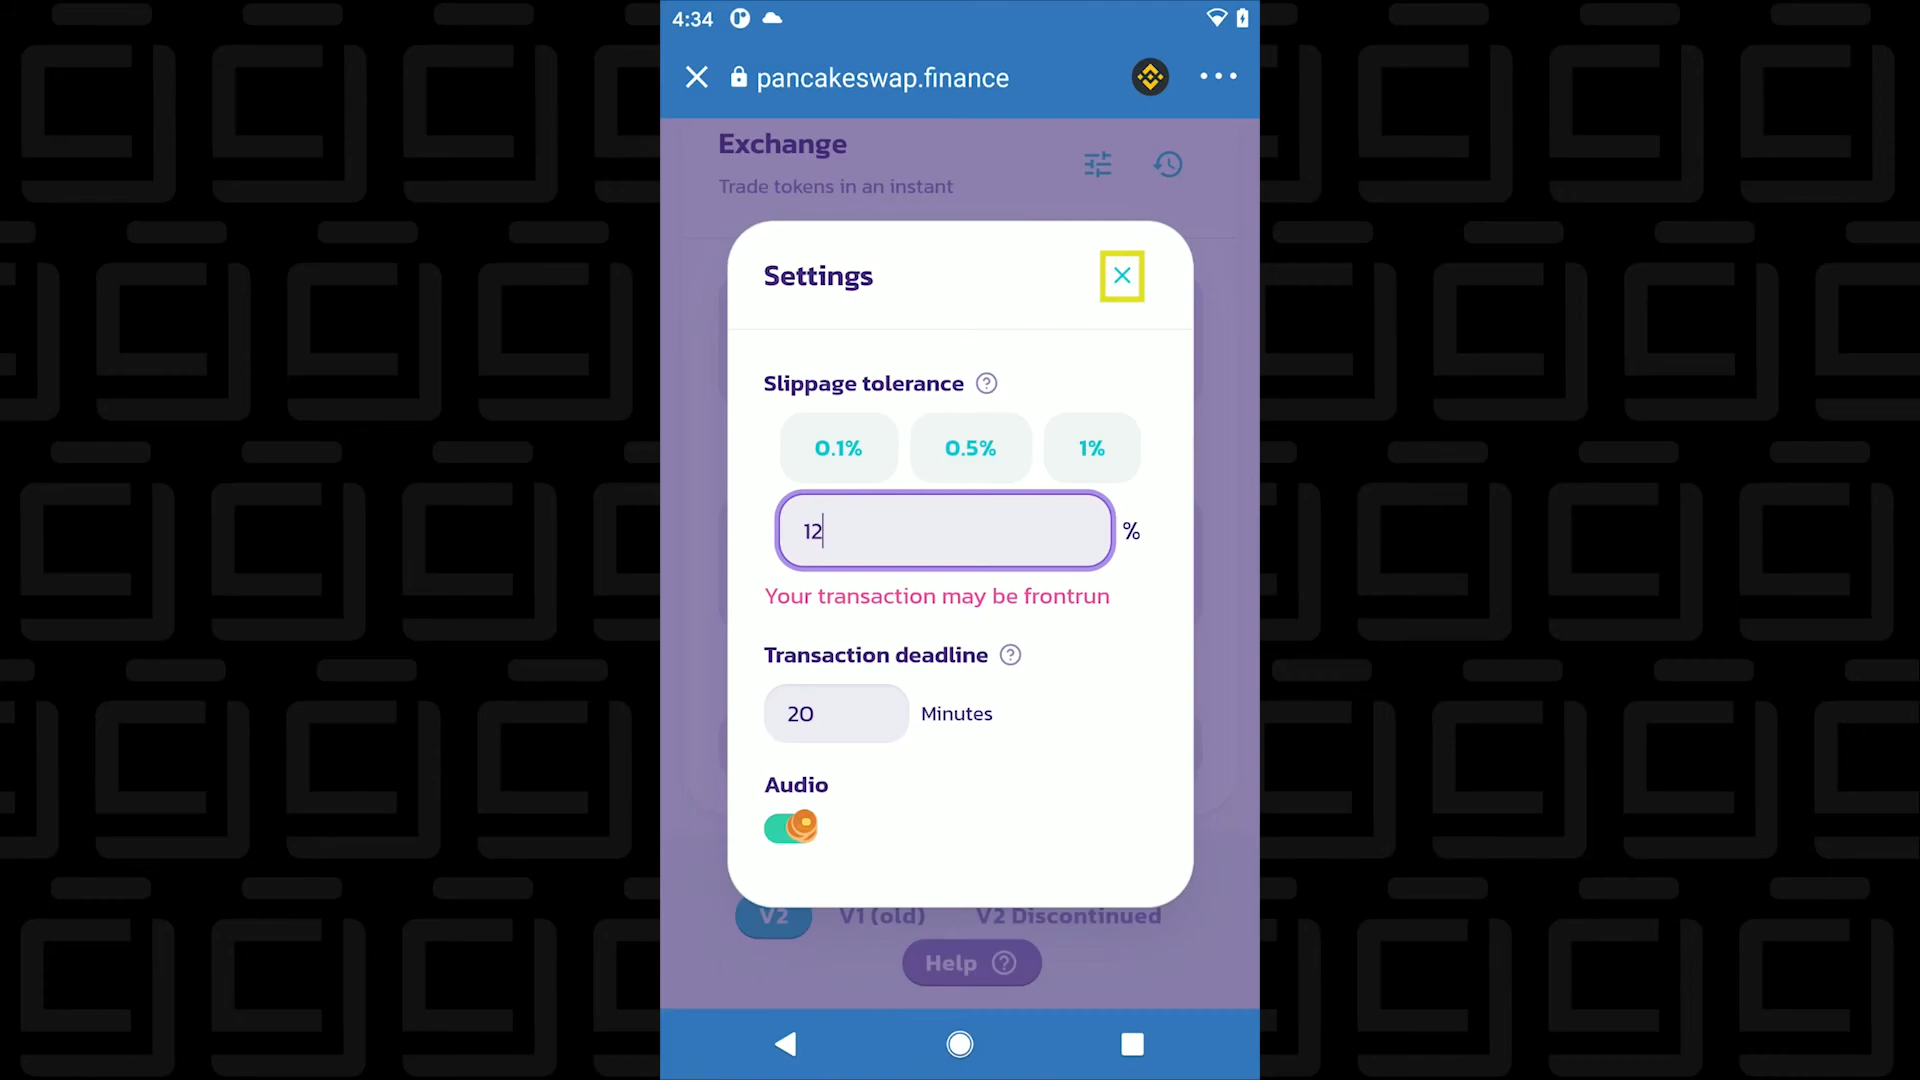 4:34
pancakeswap.finance
Exchange
Trade tokens in an instant
Settings
Slippage tolerance
0.1% 0.5% 1%
12 %
Your transaction may be frontrun
Transaction deadline
20 Minutes
Audio
V2 V1 (old) V2 Discontinued
Help